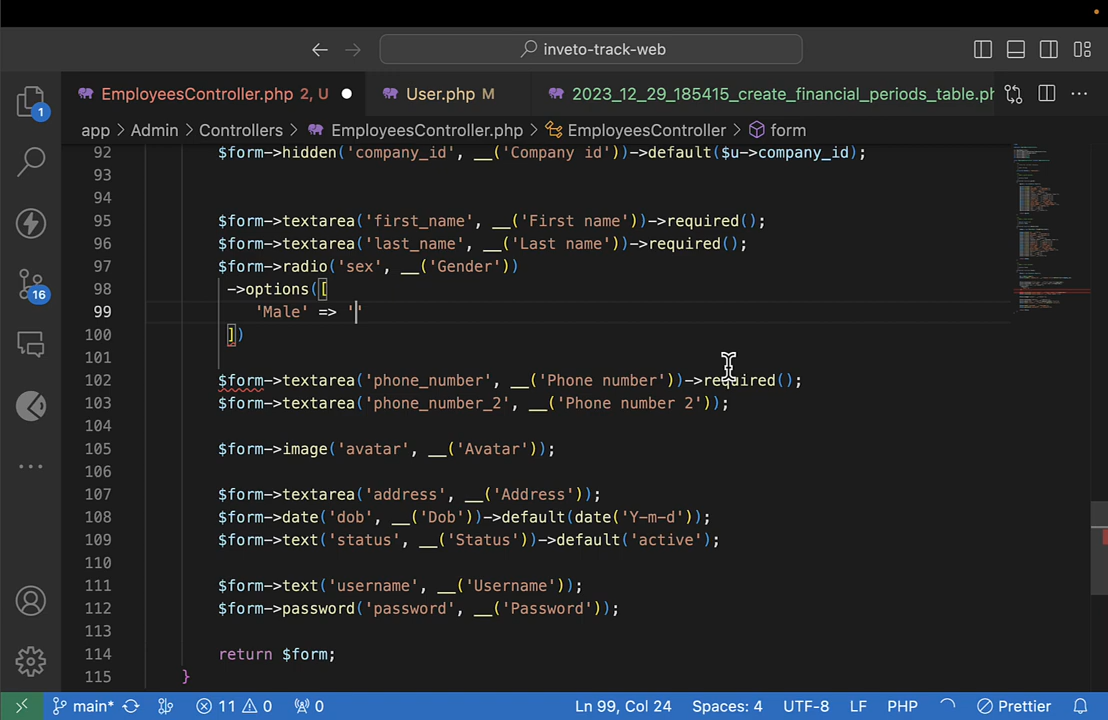 inveto-track-web
EmployeesController.php 2, U
User.php M
2023_12_29_185415_create_financial_periods_table.ph
app > Admin > Controllers > EmployeesController.php > EmployeesController > form
92 $form->hidden('company_id', __('Company id'))->default($u->company_id);
93
94
95 $form->textarea('first_name', __('First name'))->required();
96 $form->textarea('last_name', __('Last name'))->required();
97 $form->radio('sex', __('Gender'))
98 ->options([
99 'Male' => ''
100 ])
101
102 $form->textarea('phone_number', __('Phone number'))->required();
103 $form->textarea('phone_number_2', __('Phone number 2'));
104
105 $form->image('avatar', __('Avatar'));
106
107 $form->textarea('address', __('Address'));
108 $form->date('dob', __('Dob'))->default(date('Y-m-d'));
109 $form->text('status', __('Status'))->default('active');
110
111 $form->text('username', __('Username'));
112 $form->password('password', __('Password'));
113
114 return $form;
115 }
1
16
main* 11 0 0 Ln 99, Col 24 Spaces: 4 UTF-8 LF PHP Prettier